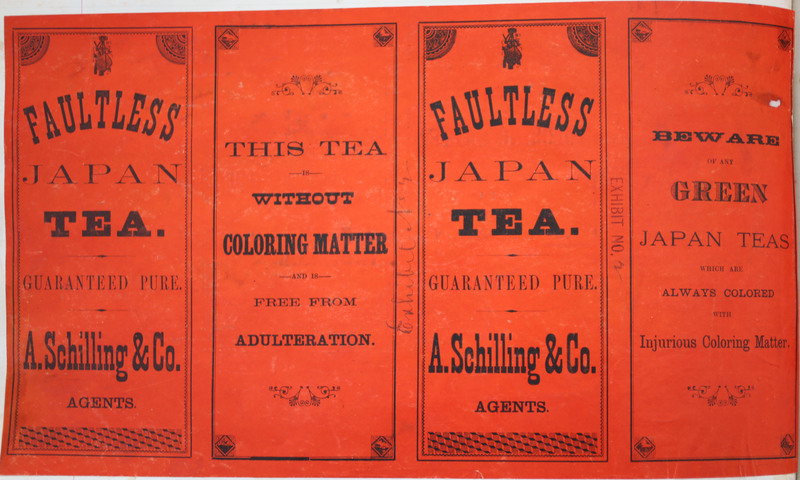 FAULTLESS
JAPAN
TEA.
GUARANTEED PURE.
A. Schilling & Co.
AGENTS.
THIS TEA
IS
WITHOUT
COLORING MATTER
AND IS
FREE FROM
ADULTERATION.
Exhibit
FAULTLESS
JAPAN
TEA.
GUARANTEED PURE.
A. Schilling & Co.
AGENTS.
EXHIBIT NO. 2
BEWARE
OF ANY
GREEN
JAPAN TEAS
WHICH ARE
ALWAYS COLORED
WITH
Injurious Coloring Matter.